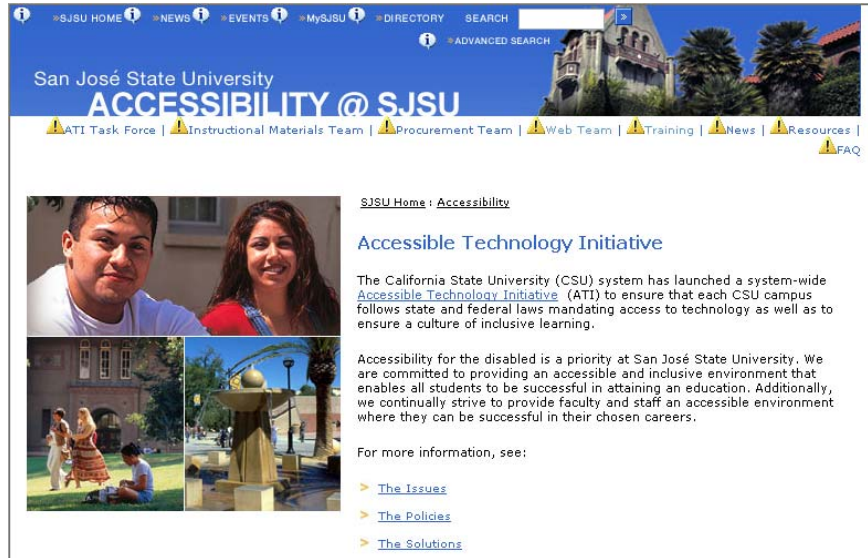 »SJSU HOME »NEWS »EVENTS »MySJSU »DIRECTORY SEARCH »
»ADVANCED SEARCH
San José State University
ACCESSIBILITY @ SJSU
ATI Task Force | Instructional Materials Team | Procurement Team | Web Team | Training | News | Resources |
FAQ
SJSU Home : Accessibility
Accessible Technology Initiative
The California State University (CSU) system has launched a system-wide
Accessible Technology Initiative (ATI) to ensure that each CSU campus
follows state and federal laws mandating access to technology as well as to
ensure a culture of inclusive learning.
Accessibility for the disabled is a priority at San José State University. We
are committed to providing an accessible and inclusive environment that
enables all students to be successful in attaining an education. Additionally,
we continually strive to provide faculty and staff an accessible environment
where they can be successful in their chosen careers.
For more information, see:
> The Issues
> The Policies
> The Solutions